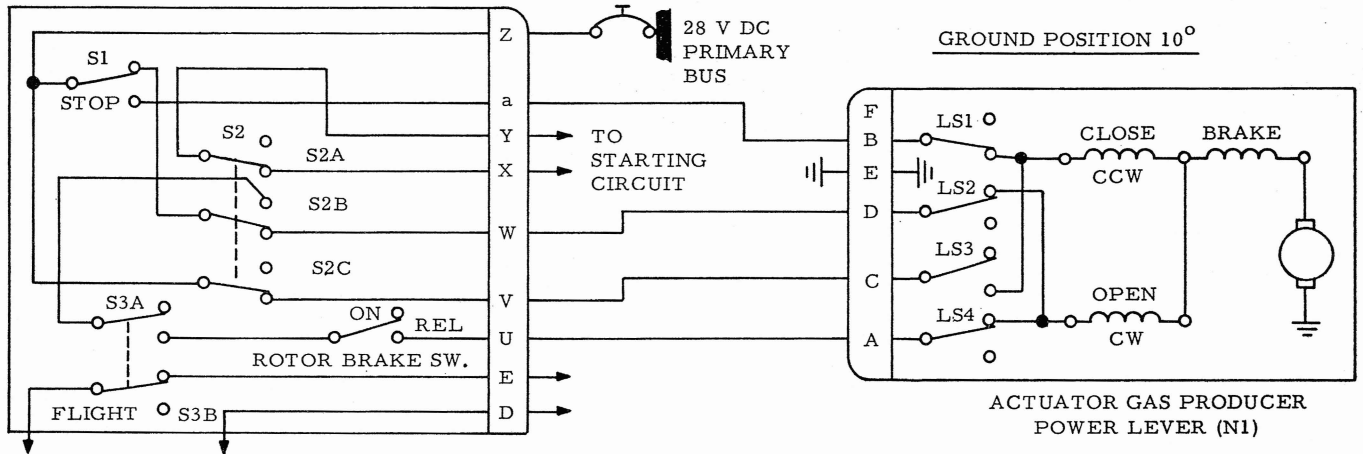 Z
28 V DC
PRIMARY
BUS
GROUND POSITION 10°
S1
STOP
a
Y
TO
STARTING
CIRCUIT
X
S2
S2A
S2B
W
S2C
V
S3A
ON
REL
U
ROTOR BRAKE SW.
E
FLIGHT
S3B
D
F
B
E
D
C
A
LS1
LS2
LS3
LS4
CLOSE
CCW
BRAKE
OPEN
CW
ACTUATOR GAS PRODUCER
POWER LEVER (N1)